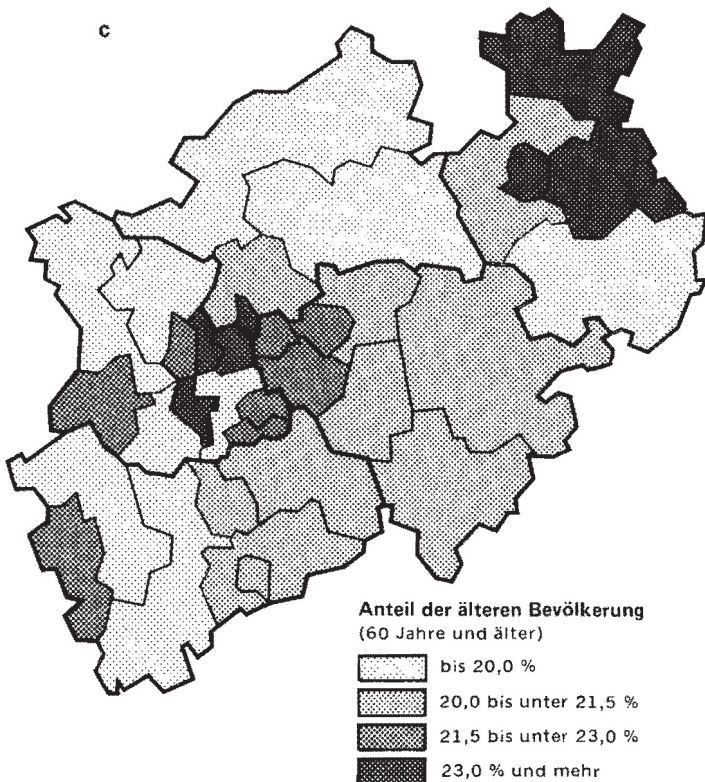 c
Anteil der älteren Bevölkerung
(60 Jahre und älter)
bis 20,0 %
20,0 bis unter 21,5 %
21,5 bis unter 23,0 %
23,0 % und mehr